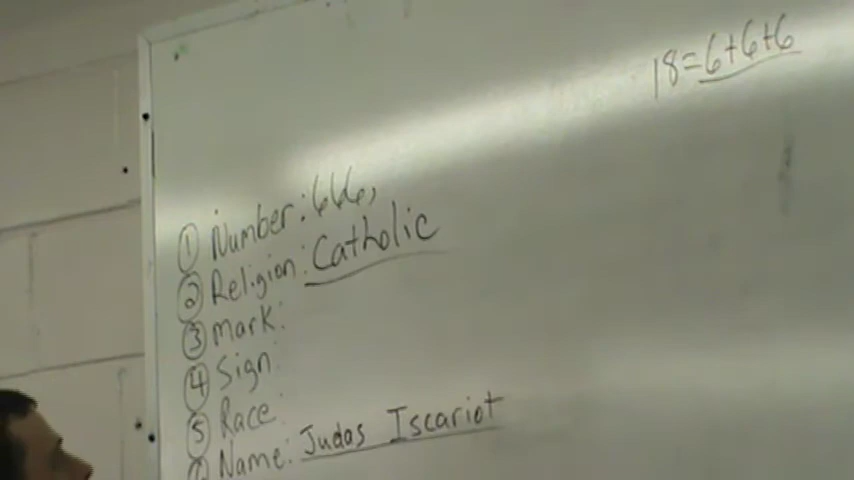 18=6+6+6
① Number: 666,
② Religion: Catholic
③ Mark:
④ Sign:
⑤ Race:
Name: Judas Iscariot